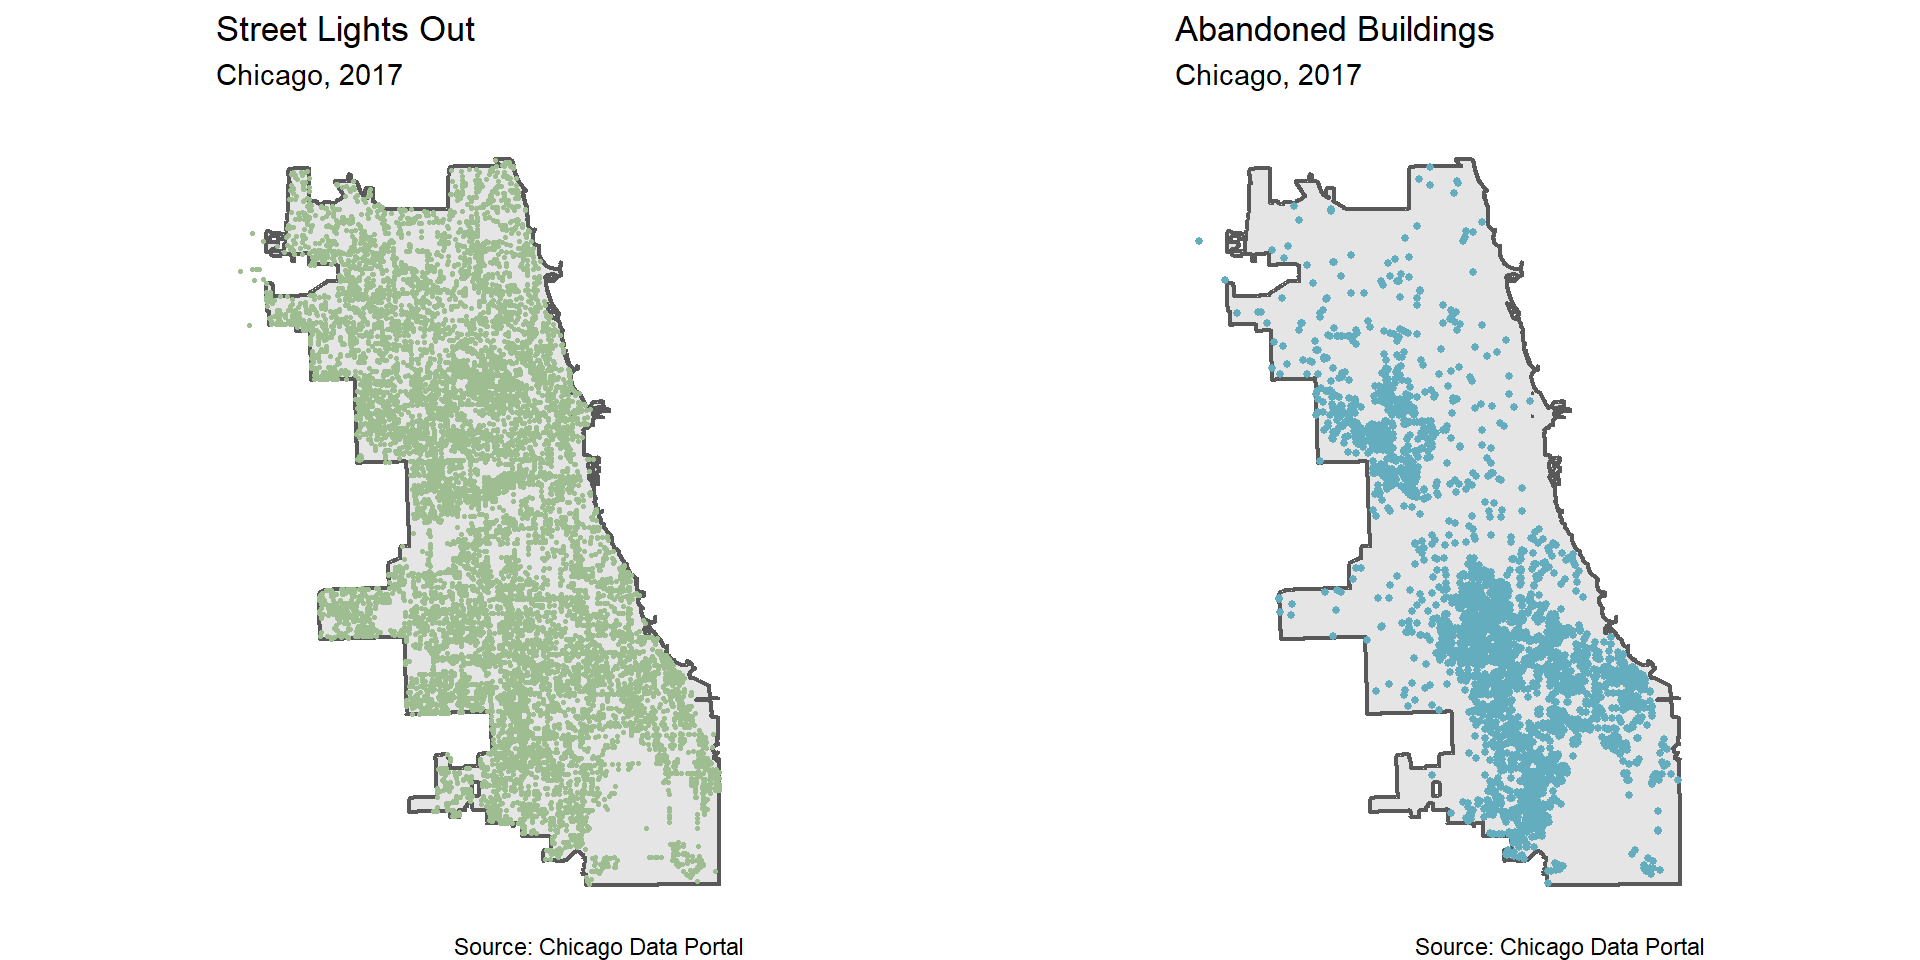 Street Lights Out
Chicago, 2017
Source: Chicago Data Portal
Abandoned Buildings
Chicago, 2017
Source: Chicago Data Portal